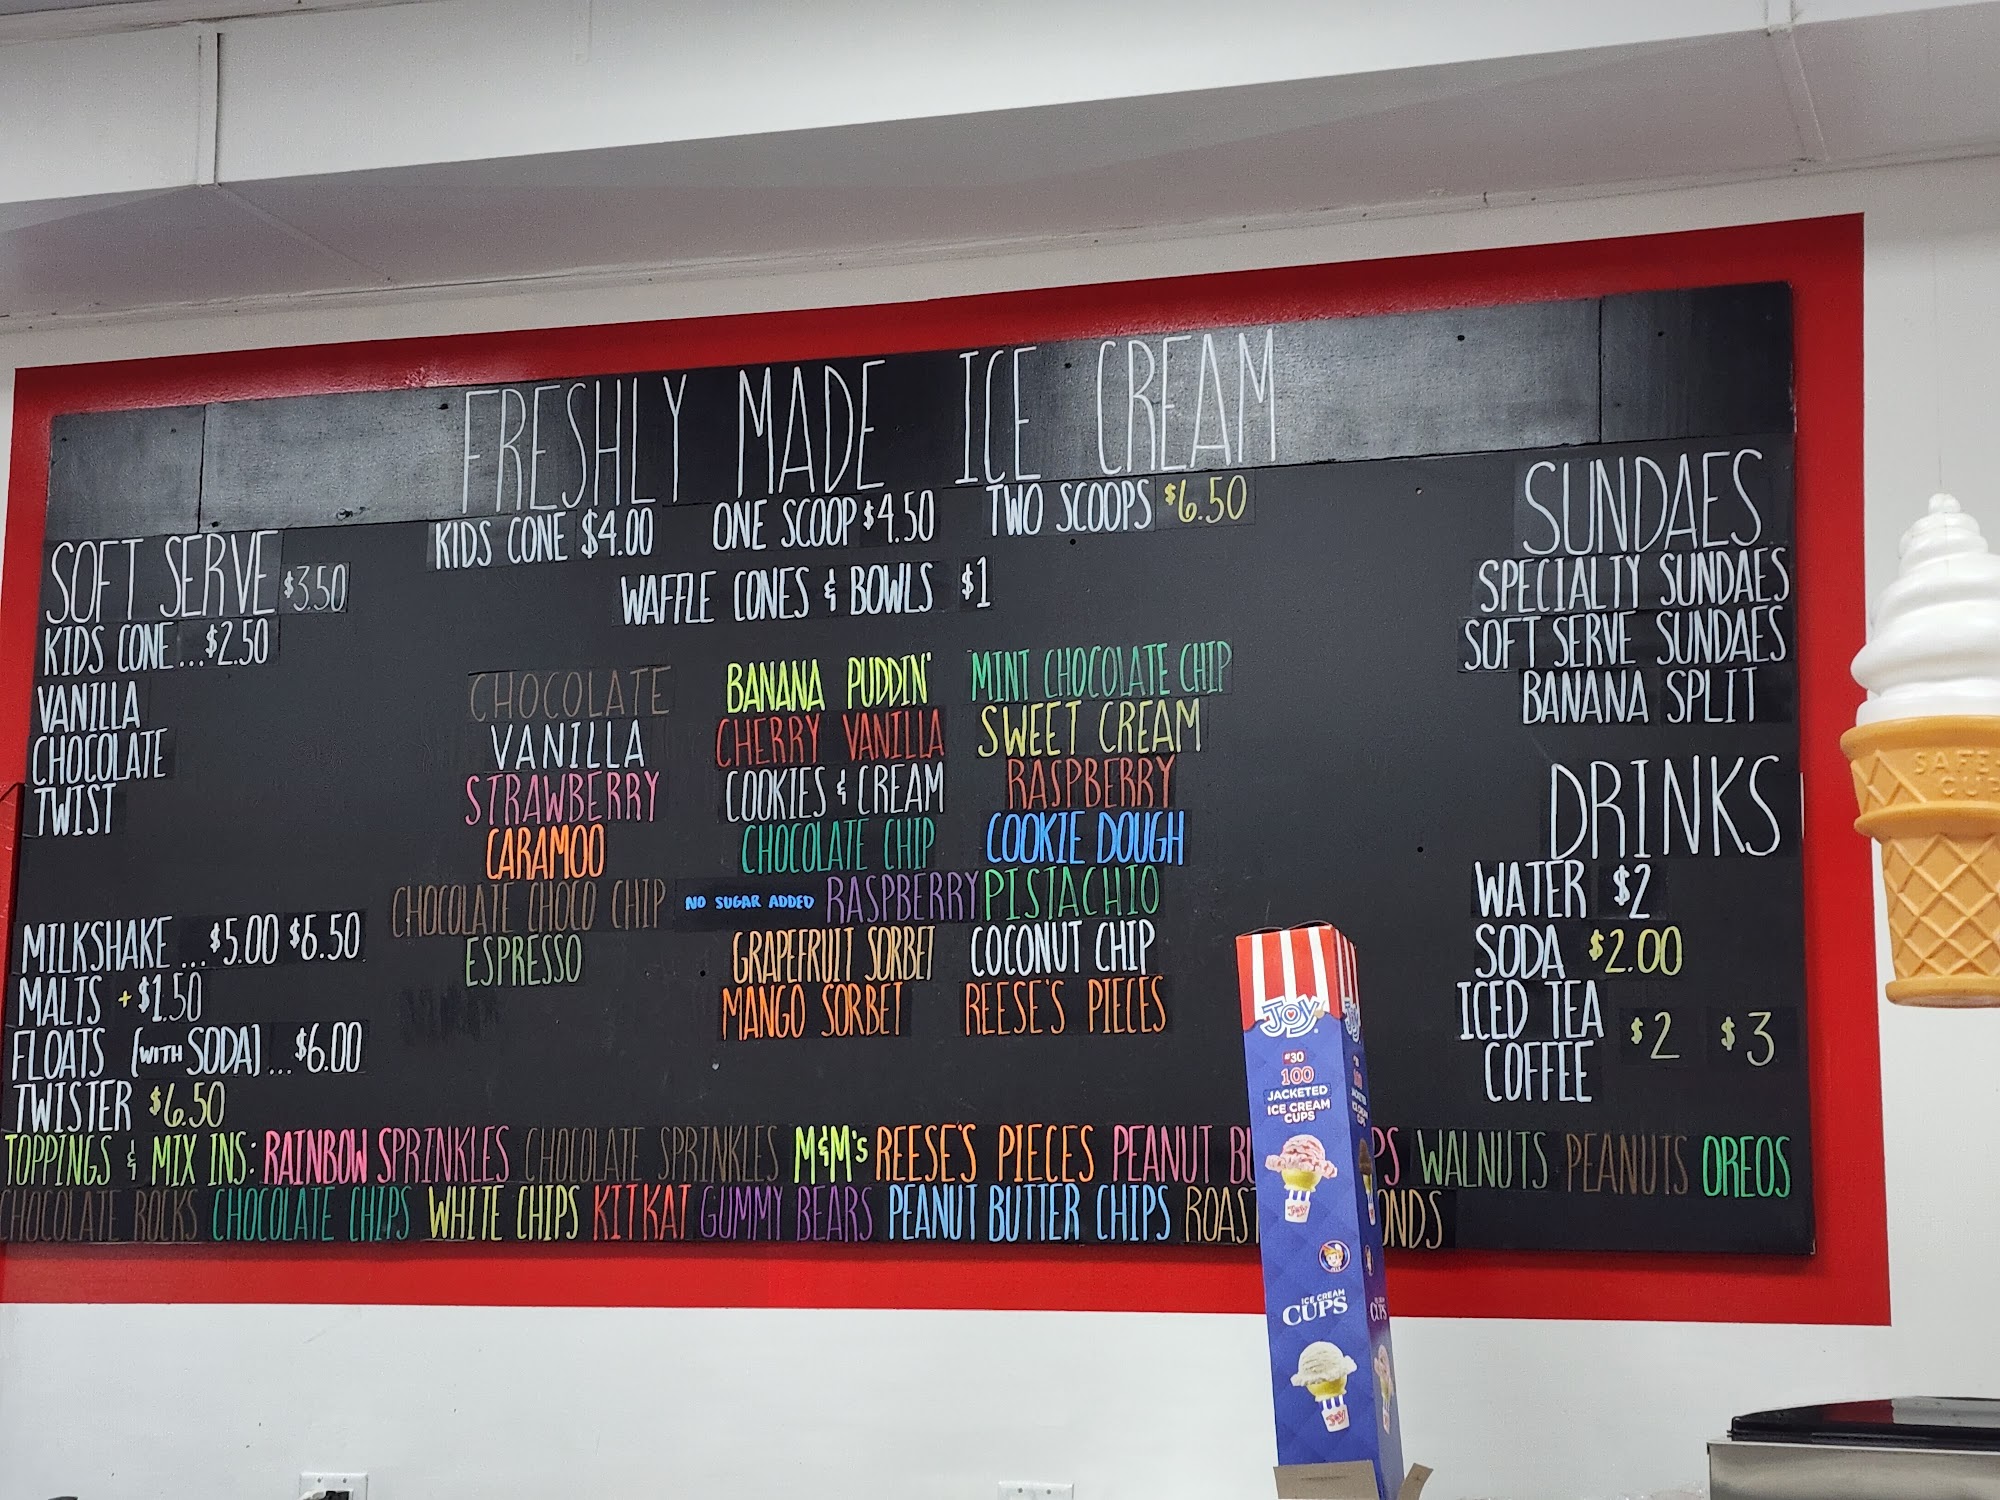 FRESHLY MADE ICE CREAM
KIDS CONE $4.00 ONE SCOOP $4.50 TWO SCOOPS $6.50
WAFFLE CONES & BOWLS $1
SOFT SERVE $3.50
KIDS CONE...$2.50
VANILLA
CHOCOLATE
TWIST
MILKSHAKE...$5.00 $6.50
MALTS +$1.50
FLOATS (WITH SODA)...$6.00
TWISTER $6.50
CHOCOLATE
VANILLA
STRAWBERRY
CARAMOO
CHOCOLATE CHOCO CHIP
ESPRESSO
BANANA PUDDIN'
CHERRY VANILLA
COOKIES & CREAM
CHOCOLATE CHIP
NO SUGAR ADDED RASPBERRY
GRAPEFRUIT SORBET
MANGO SORBET
MINT CHOCOLATE CHIP
SWEET CREAM
RASPBERRY
COOKIE DOUGH
PISTACHIO
COCONUT CHIP
REESE'S PIECES
SUNDAES
SPECIALTY SUNDAES
SOFT SERVE SUNDAES
BANANA SPLIT
DRINKS
WATER $2
SODA $2.00
ICED TEA
COFFEE $2 $3
TOPPINGS & MIX INS: RAINBOW SPRINKLES CHOCOLATE SPRINKLES M&M'S REESE'S PIECES PEANUT BU PS WALNUTS PEANUTS OREOS
CHOCOLATE ROCKS CHOCOLATE CHIPS WHITE CHIPS KITKAT GUMMY BEARS PEANUT BUTTER CHIPS ROAST ONDS
JOY
#30
100
JACKETED
ICE CREAM
CUPS
ICE CREAM
CUPS